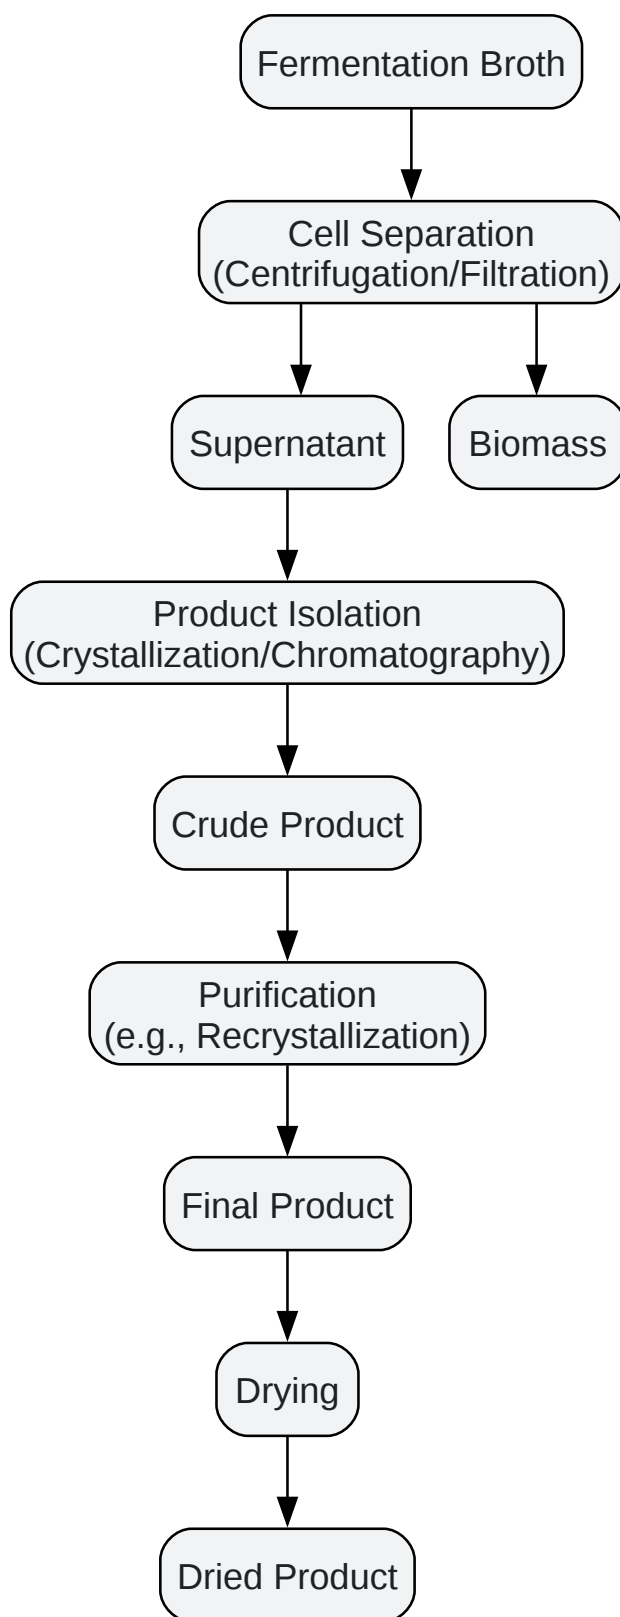 Fermentation Broth
Cell Separation
(Centrifugation/Filtration)
Supernatant
Biomass
Product Isolation
(Crystallization/Chromatography)
Crude Product
Purification
(e.g., Recrystallization)
Final Product
Drying
Dried Product